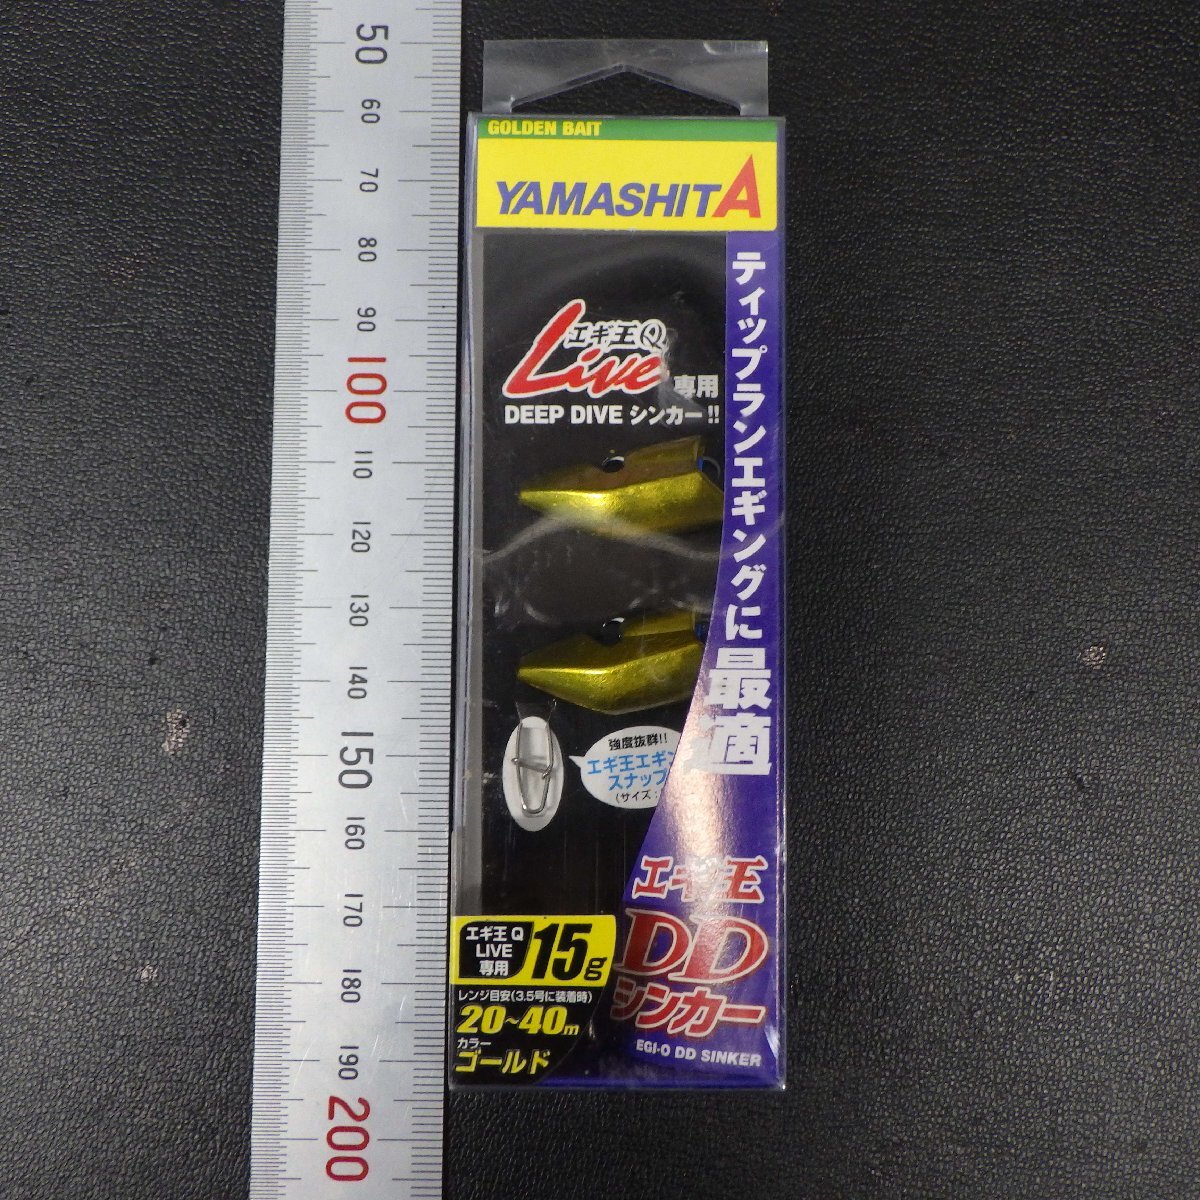 50
60
70
80
90
100
110
120
130
140
150
160
170
180
190
200
GOLDEN BAIT
YAMASHITA
ティップランエギングに最適
エギ王Q
Live
専用
DEEP DIVE シンカー!!
強度抜群!!
エギ王エギン
スナップ
(サイズ:
エギ王
DD
シンカー
EGI-O DD SINKER
エギ王 Q
LIVE
専用
15g
レンジ目安(3.5号に装着時)
20~40m
カラー
ゴールド